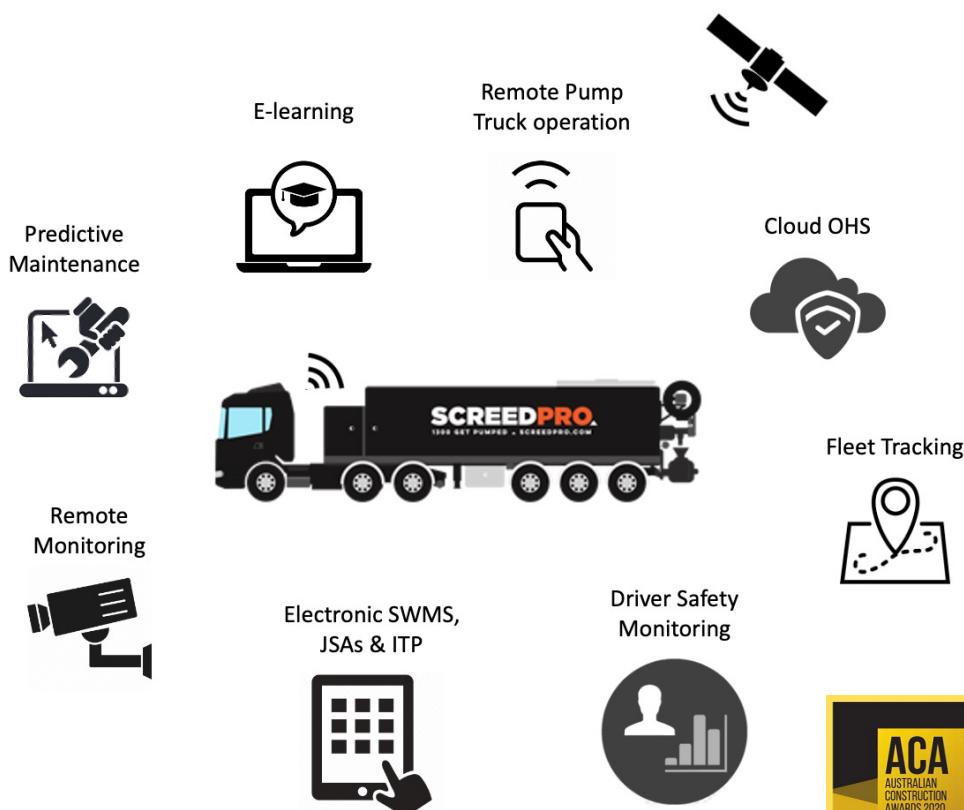 E-learning
Remote Pump
Truck operation
Predictive
Maintenance
Cloud OHS
SCREEDPRO
1300 GET PUMPED . SCREEDPRO.COM
Fleet Tracking
Remote
Monitoring
Electronic SWMS,
JSAs & ITP
Driver Safety
Monitoring
ACA
AUSTRALIAN
CONSTRUCTION
AWARDS 2020